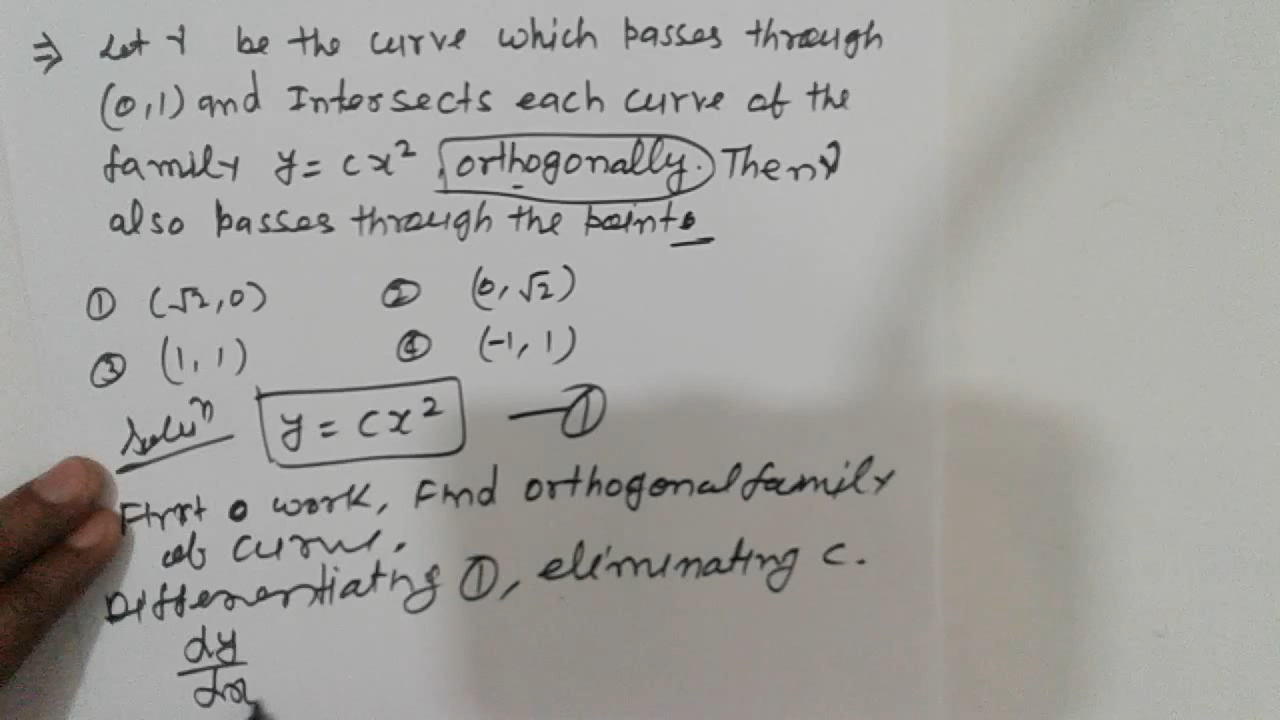 ⇒ Let γ be the curve which passes through
(0,1) and Intersects each curve of the
family y = cx² orthogonally. Then γ
also passes through the point
① (√2,0) ② (0,√2)
③ (1,1) ④ (-1,1)
Soluⁿ y = cx² —①
First work, Find orthogonal family
of curve.
Differentiating ①, eliminating c.
dy
dx